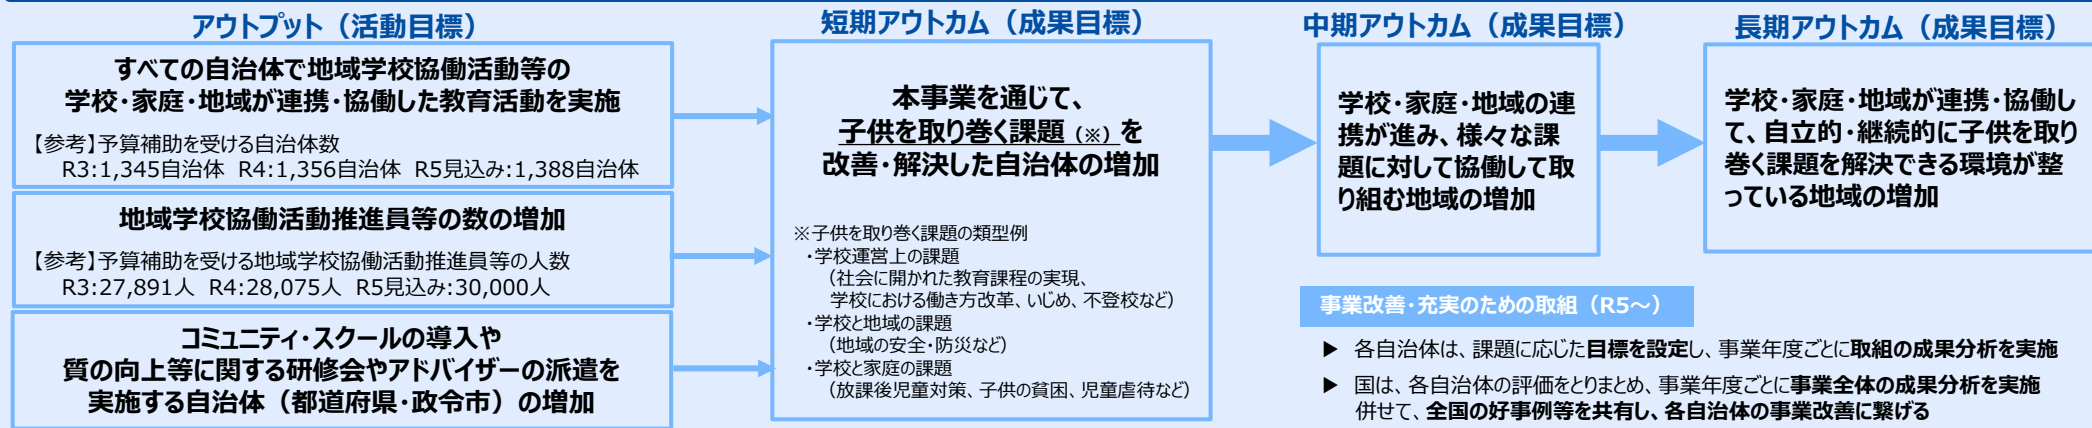 アウトプット（活動目標）
すべての自治体で地域学校協働活動等の
学校・家庭・地域が連携・協働した教育活動を実施
【参考】予算補助を受ける自治体数
R3:1,345自治体 R4:1,356自治体 R5見込み:1,388自治体
地域学校協働活動推進員等の数の増加
【参考】予算補助を受ける地域学校協働活動推進員等の人数
R3:27,891人 R4:28,075人 R5見込み:30,000人
コミュニティ・スクールの導入や
質の向上等に関する研修会やアドバイザーの派遣を
実施する自治体（都道府県・政令市）の増加
短期アウトカム（成果目標）
本事業を通じて、
子供を取り巻く課題（※）を
改善・解決した自治体の増加
※子供を取り巻く課題の類型例
・学校運営上の課題
（社会に開かれた教育課程の実現、
学校における働き方改革、いじめ、不登校など）
・学校と地域の課題
（地域の安全・防災など）
・学校と家庭の課題
（放課後児童対策、子供の貧困、児童虐待など）
中期アウトカム（成果目標）
学校・家庭・地域の連
携が進み、様々な課
題に対して協働して取
り組む地域の増加
長期アウトカム（成果目標）
学校・家庭・地域が連携・協働し
て、自立的・継続的に子供を取り
巻く課題を解決できる環境が整
っている地域の増加
事業改善・充実のための取組（R5～）
▶ 各自治体は、課題に応じた目標を設定し、事業年度ごとに取組の成果分析を実施
▶ 国は、各自治体の評価をとりまとめ、事業年度ごとに事業全体の成果分析を実施
併せて、全国の好事例等を共有し、各自治体の事業改善に繋げる